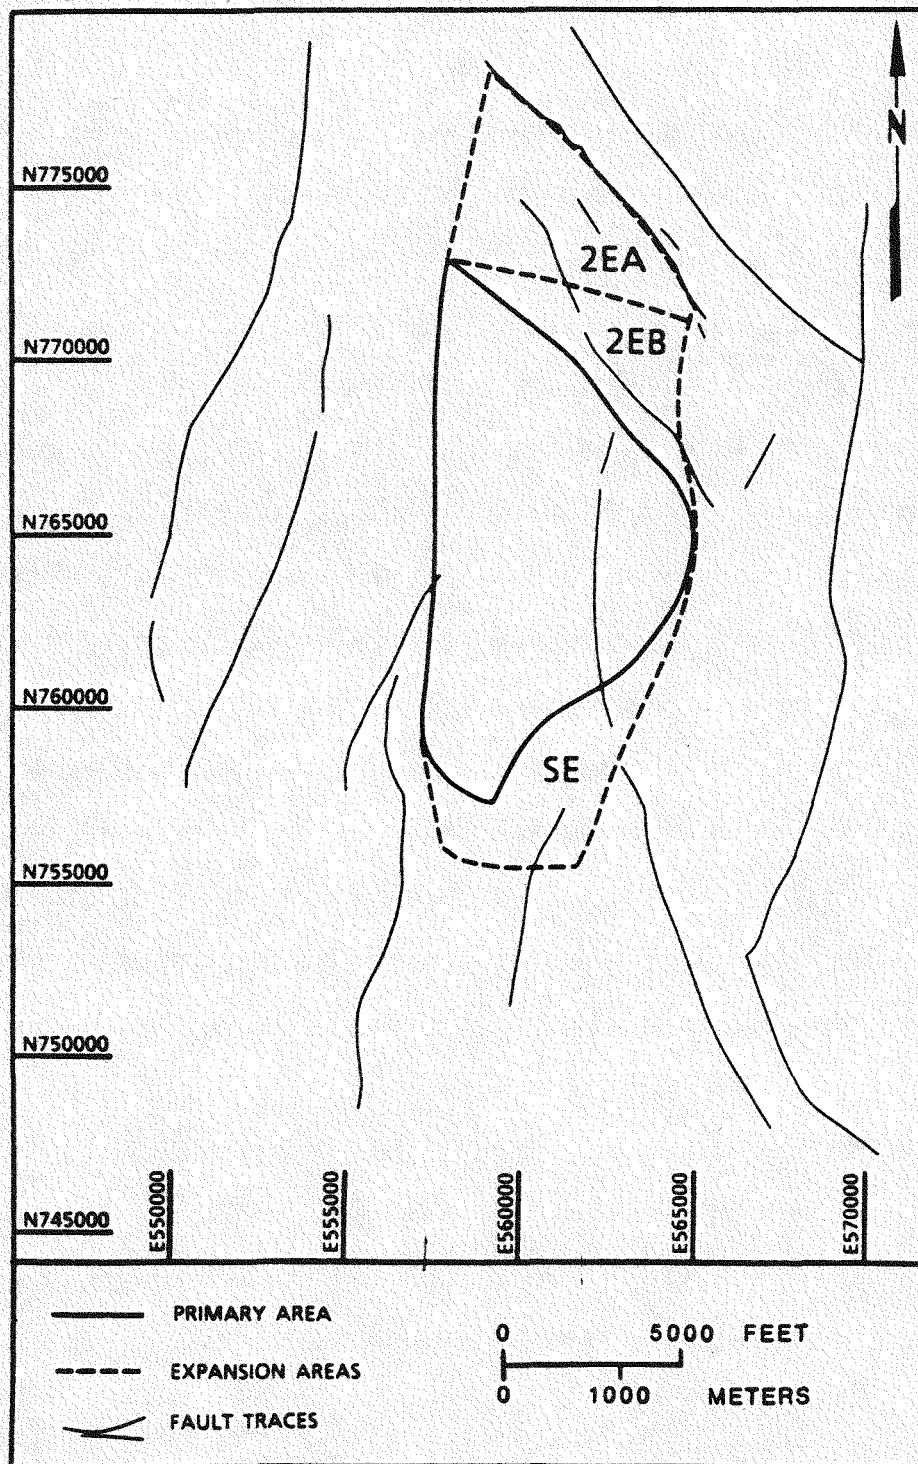 N
N775000
2EA
2EB
N770000
N765000
N760000
SE
N755000
N750000
E550000
E555000
E560000
E565000
E570000
N745000
PRIMARY AREA
0 5000 FEET
EXPANSION AREAS
0 1000 METERS
FAULT TRACES